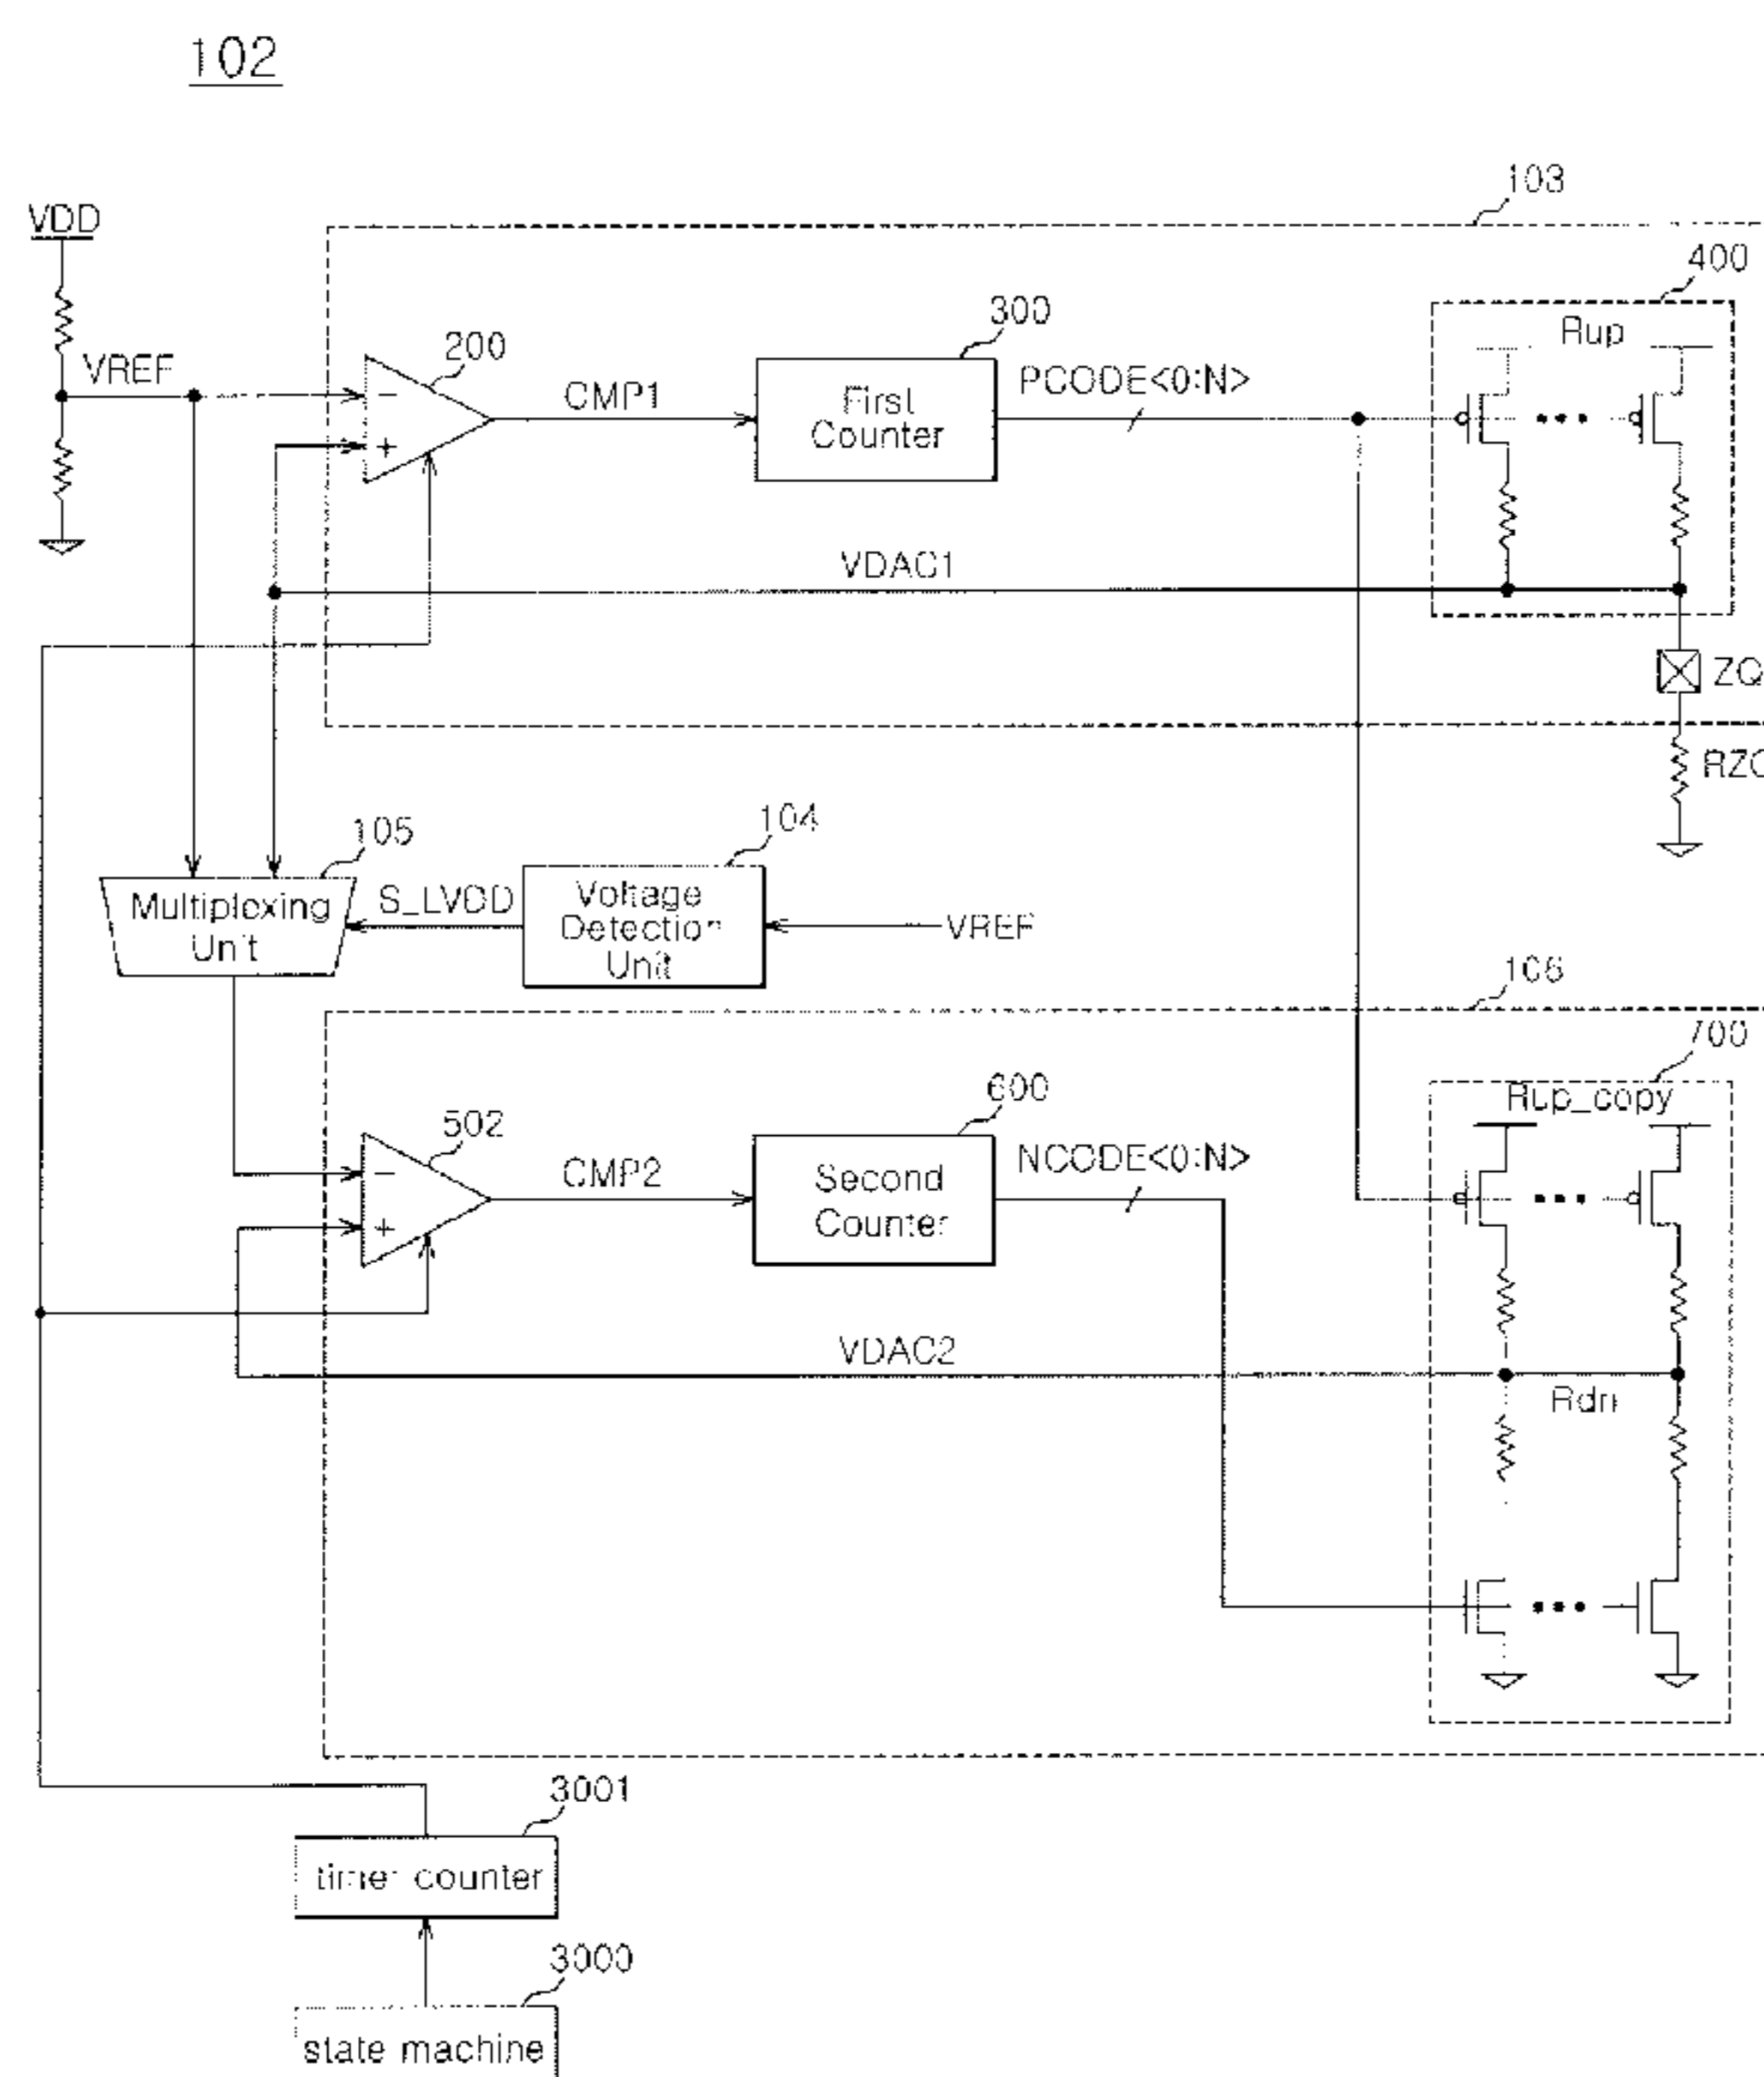 102
103
VDD
400
Rup
300
200
VREF
CMP1
First
Counter
PCODE<0:N>
−
+
VDAC1
ZQ
RZQ
104
105
Multiplexing
Unit
S_LVDD
Voltage
Detection
Unit
VREF
106
700
Rup_copy
600
502
CMP2
Second
Counter
NCODE<0:N>
−
+
VDAC2
Rdn
3001
timer counter
3000
state machine